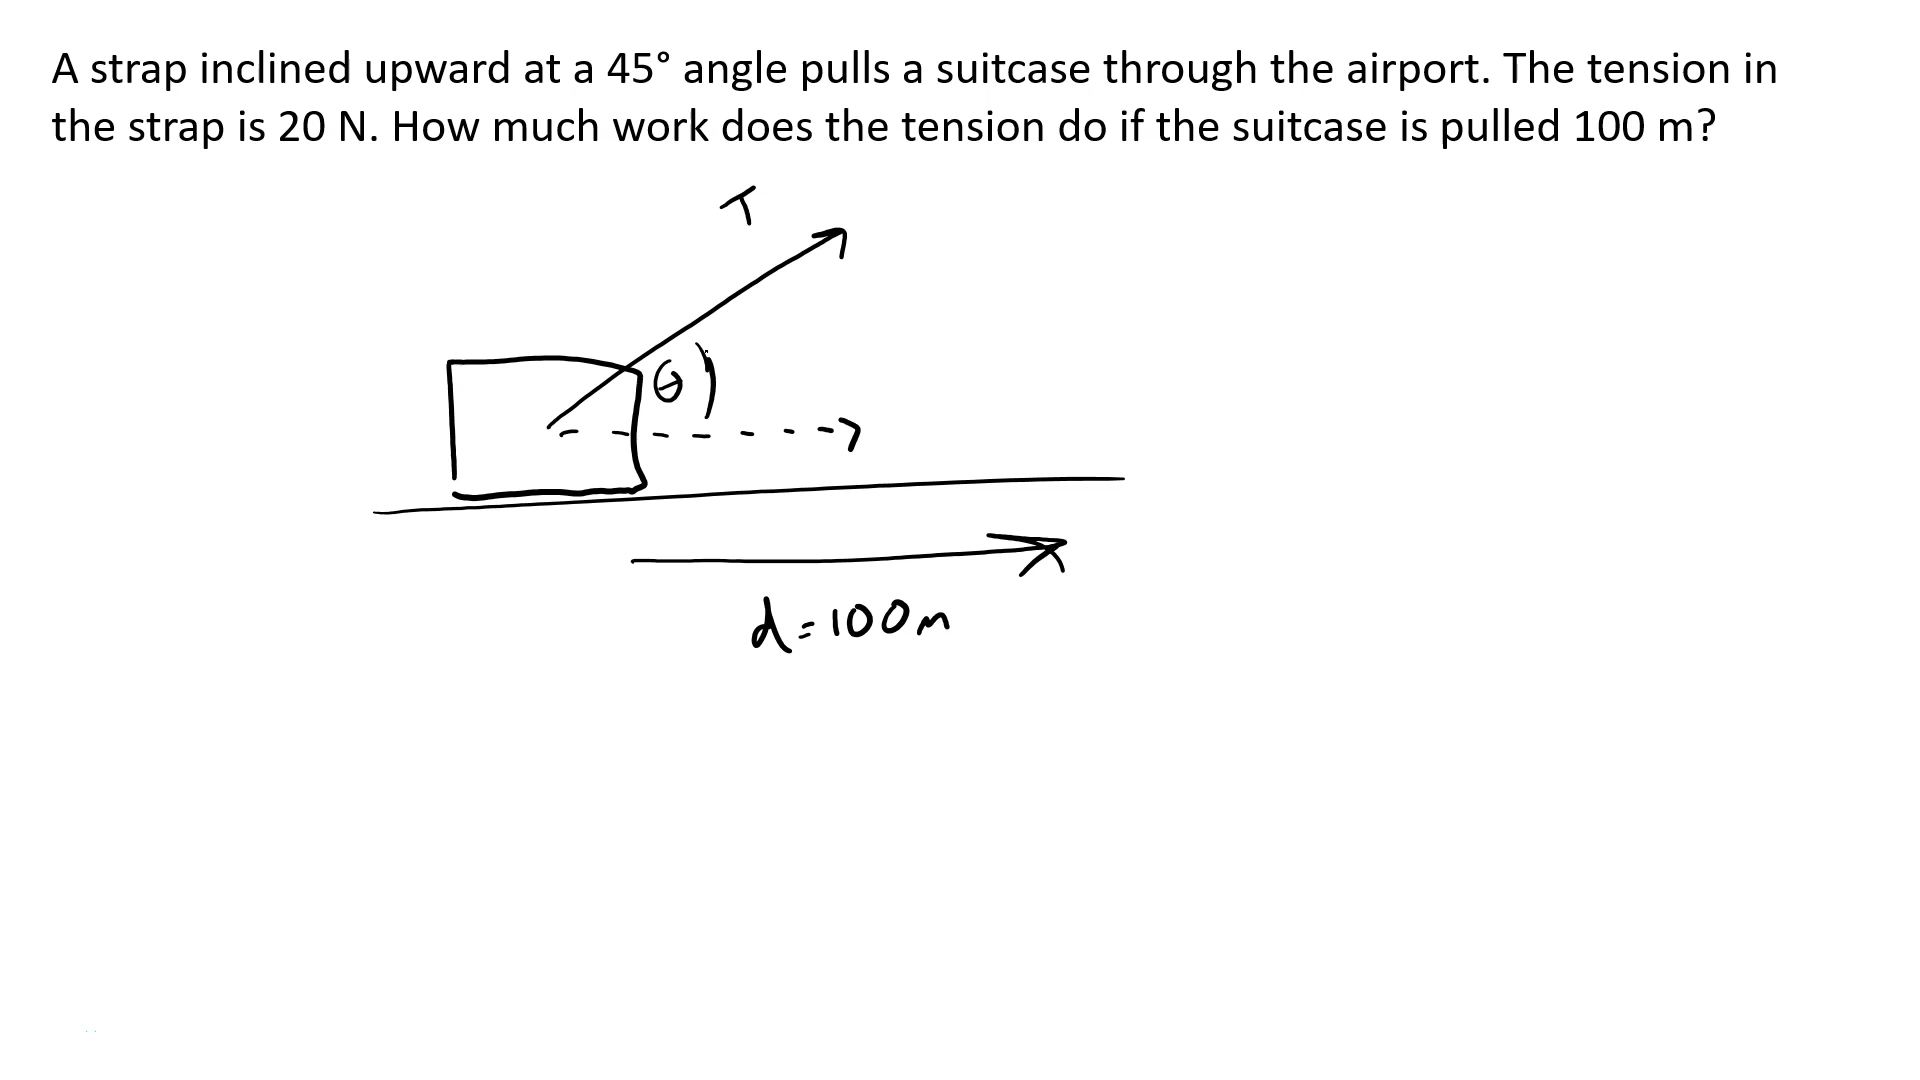 A strap inclined upward at a 45° angle pulls a suitcase through the airport. The tension in
the strap is 20 N. How much work does the tension do if the suitcase is pulled 100 m?
T
θ
d = 100m